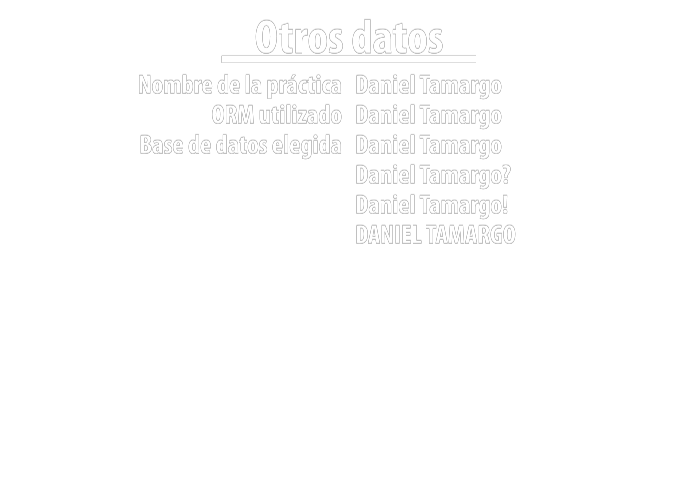 Otros datos
Nombre de la práctica Daniel Tamargo
ORM utilizado Daniel Tamargo
Base de datos elegida Daniel Tamargo
Daniel Tamargo?
Daniel Tamargo!
DANIEL TAMARGO